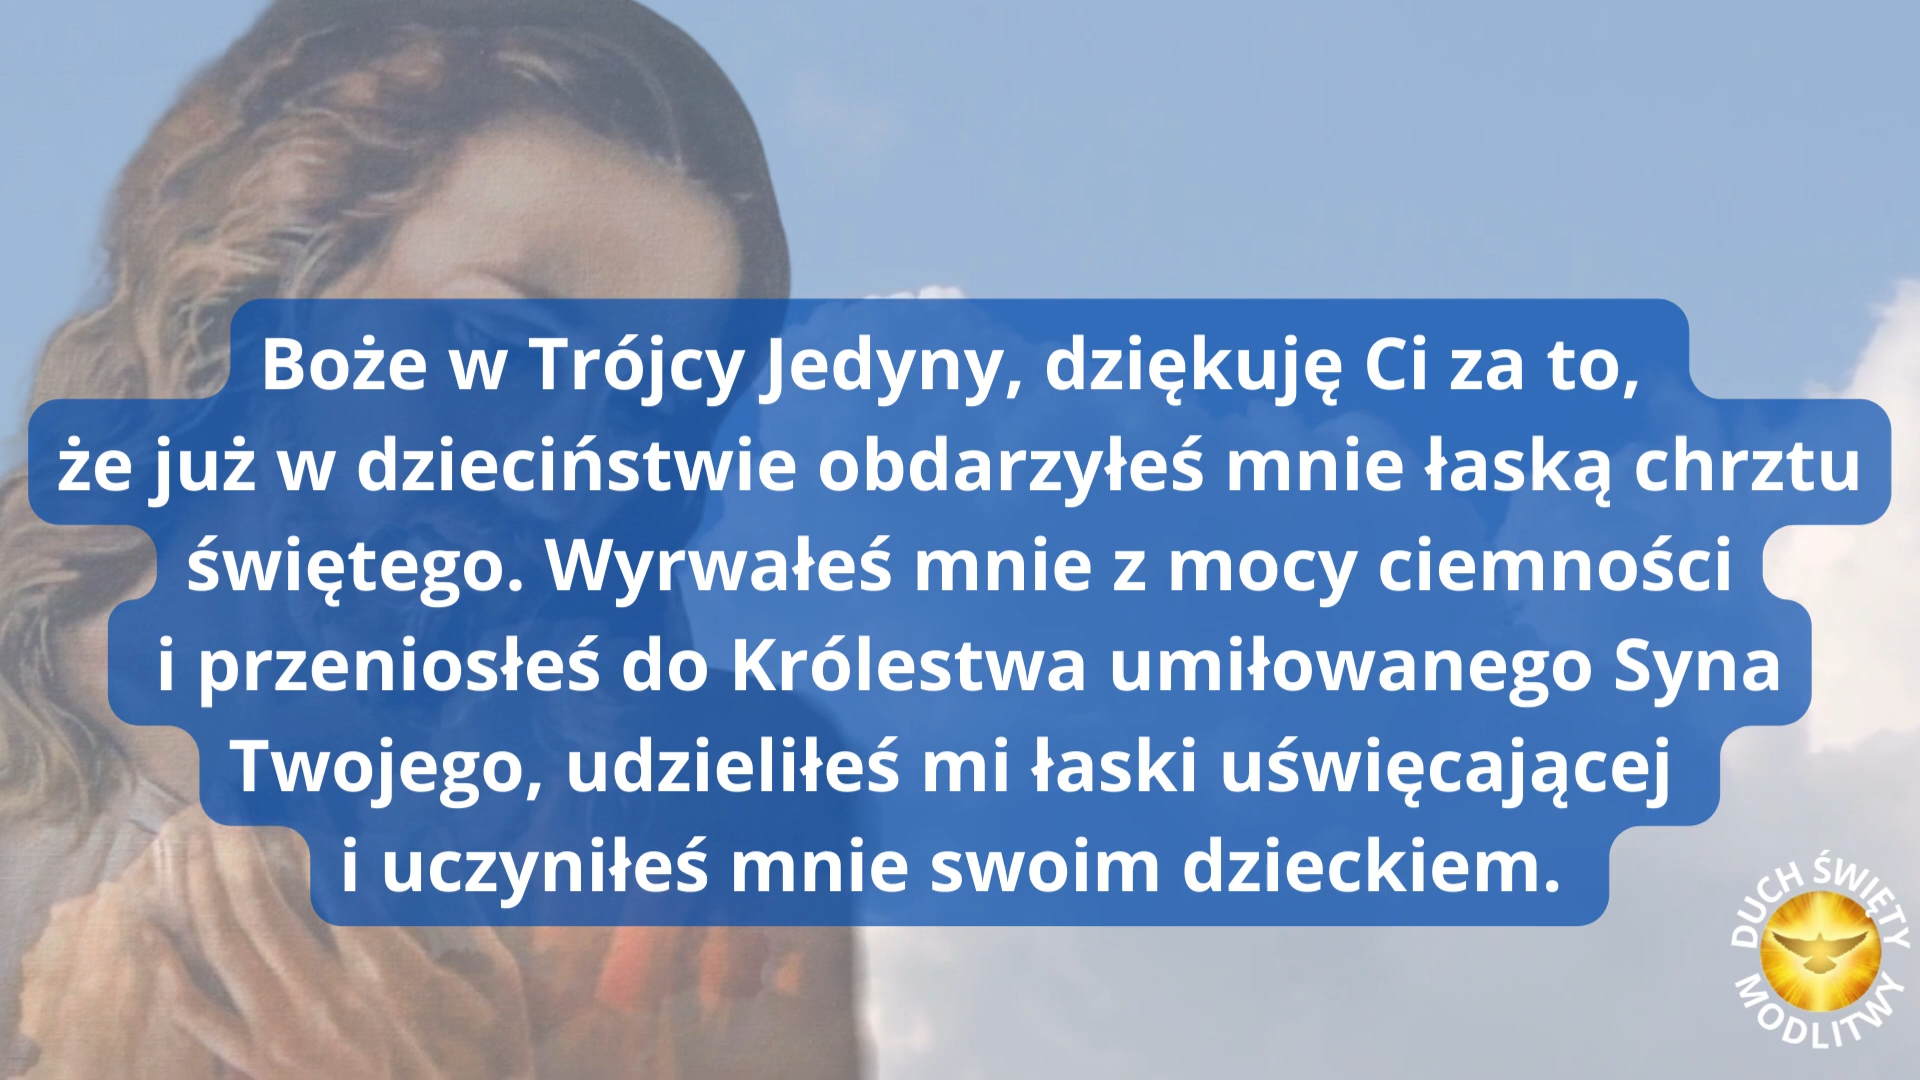 Boże w Trójcy Jedyny, dziękuję Ci za to,
że już w dzieciństwie obdarzyłeś mnie łaską chrztu
świętego. Wyrwałeś mnie z mocy ciemności
i przeniosłeś do Królestwa umiłowanego Syna
Twojego, udzieliłeś mi łaski uświęcającej
i uczyniłeś mnie swoim dzieckiem.
DUCH ŚWIĘTY
MODLITWY